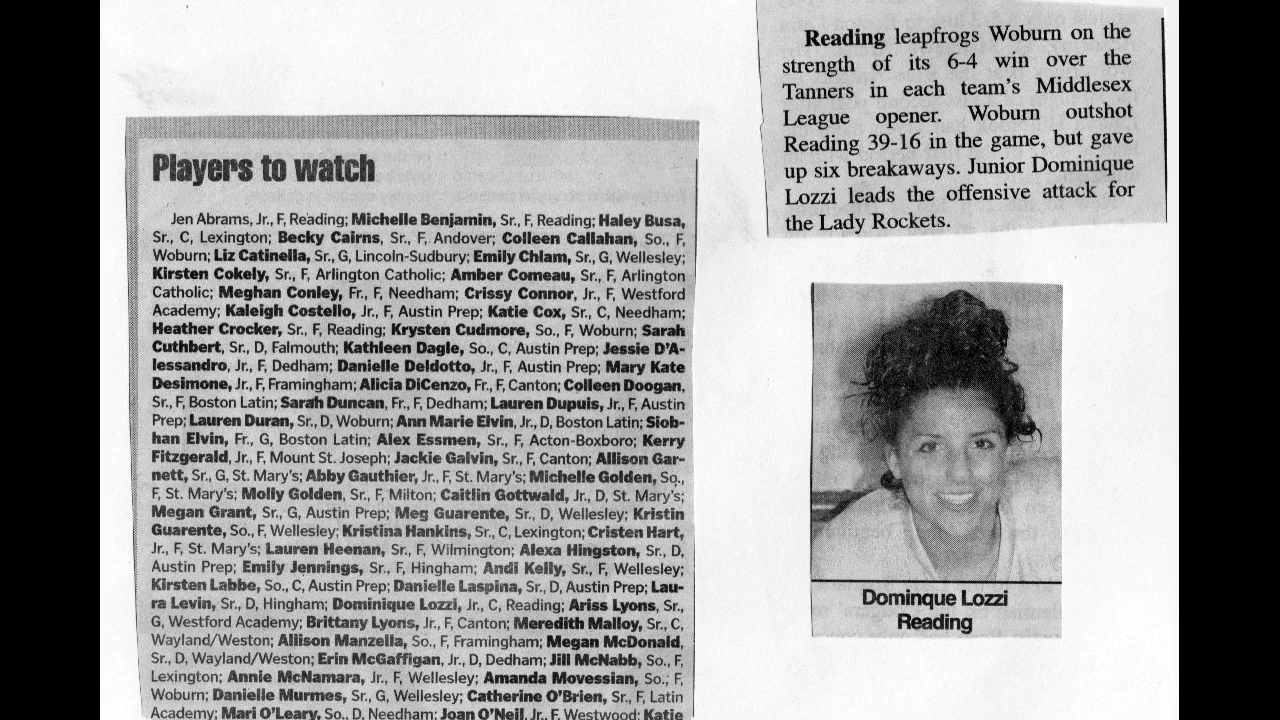 Players to watch
Jen Abrams, Jr., F, Reading; Michelle Benjamin, Sr., F, Reading; Haley Busa,
Sr., C, Lexington; Becky Cairns, Sr., F, Andover; Colleen Callahan, So., F,
Woburn; Liz Catinella, Sr., G, Lincoln-Sudbury; Emily Chlam, Sr., G, Wellesley;
Kirsten Cokely, Sr., F, Arlington Catholic; Amber Comeau, Sr., F, Arlington
Catholic; Meghan Conley, Fr., F, Needham; Crissy Connor, Jr., F, Westford
Academy; Kaleigh Costello, Jr., F, Austin Prep; Katie Cox, Sr., C, Needham;
Heather Crocker, Sr., F, Reading; Krysten Cudmore, So., F, Woburn; Sarah
Cuthbert, Sr., D, Falmouth; Kathleen Dagle, So., C, Austin Prep; Jessie D'A-
lessandro, Jr., F, Dedham; Danielle Deldotto, Jr., F, Austin Prep; Mary Kate
Desimone, Jr., F, Framingham; Alicia DiCenzo, Fr., F, Canton; Colleen Doogan,
Sr., F, Boston Latin; Sarah Duncan, Fr., F, Dedham; Lauren Dupuis, Jr., F, Austin
Prep; Lauren Duran, Sr., D, Woburn; Ann Marie Elvin, Jr., D, Boston Latin; Siob-
han Elvin, Fr., G, Boston Latin; Alex Essmen, Sr., F, Acton-Boxboro; Kerry
Fitzgerald, Jr., F, Mount St. Joseph; Jackie Galvin, Sr., F, Canton; Allison Gar-
nett, Sr., G, St. Mary's; Abby Gauthier, Jr., F, St. Mary's; Michelle Golden, So.,
F, St. Mary's; Molly Golden, Sr., F, Milton; Caitlin Gottwald, Jr., D, St. Mary's;
Megan Grant, Sr., G, Austin Prep; Meg Guarente, Sr., D, Wellesley; Kristin
Guarente, So., F, Wellesley; Kristina Hankins, Sr., C, Lexington; Cristen Hart,
Jr., F, St. Mary's; Lauren Heenan, Sr., F, Wilmington; Alexa Hingston, Sr., D,
Austin Prep; Emily Jennings, Sr., F, Hingham; Andi Kelly, Sr., F, Wellesley;
Kirsten Labbe, So., C, Austin Prep; Danielle Laspina, Sr., D, Austin Prep; Lau-
ra Levin, Sr., D, Hingham; Dominique Lozzi, Jr., C, Reading; Ariss Lyons, Sr.,
G, Westford Academy; Brittany Lyons, Jr., F, Canton; Meredith Malloy, Sr., C,
Wayland/Weston; Allison Manzella, So., F, Framingham; Megan McDonald,
Sr., D, Wayland/Weston; Erin McGaffigan, Jr., D, Dedham; Jill McNabb, So., F,
Lexington; Annie McNamara, Jr., F, Wellesley; Amanda Movessian, So., F,
Woburn; Danielle Murmes, Sr., G, Wellesley; Catherine O'Brien, Sr., F, Latin
Academy; Mari O'Leary, So., D, Needham; Joan O'Neil, Jr., F, Westwood; Katie
Reading leapfrogs Woburn on the
strength of its 6-4 win over the
Tanners in each team's Middlesex
League opener. Woburn outshot
Reading 39-16 in the game, but gave
up six breakaways. Junior Dominique
Lozzi leads the offensive attack for
the Lady Rockets.
Dominque Lozzi
Reading